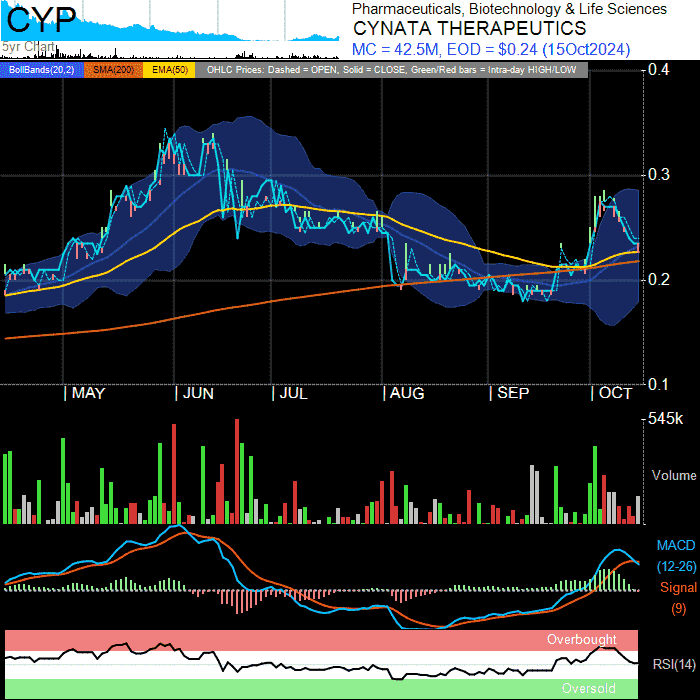 CYP
5yr Chart
Pharmaceuticals, Biotechnology & Life Sciences
CYNATA THERAPEUTICS
MC = 42.5M, EOD = $0.24 (15Oct2024)
BollBands(20,2) SMA(200) EMA(50) OHLC Prices: Dashed = OPEN, Solid = CLOSE, Green/Red bars = Intra-day HIGH/LOW
0.4
0.3
0.2
0.1
MAY JUN JUL AUG SEP OCT
545k
Volume
MACD
(12-26)
Signal
(9)
Overbought
RSI(14)
Oversold